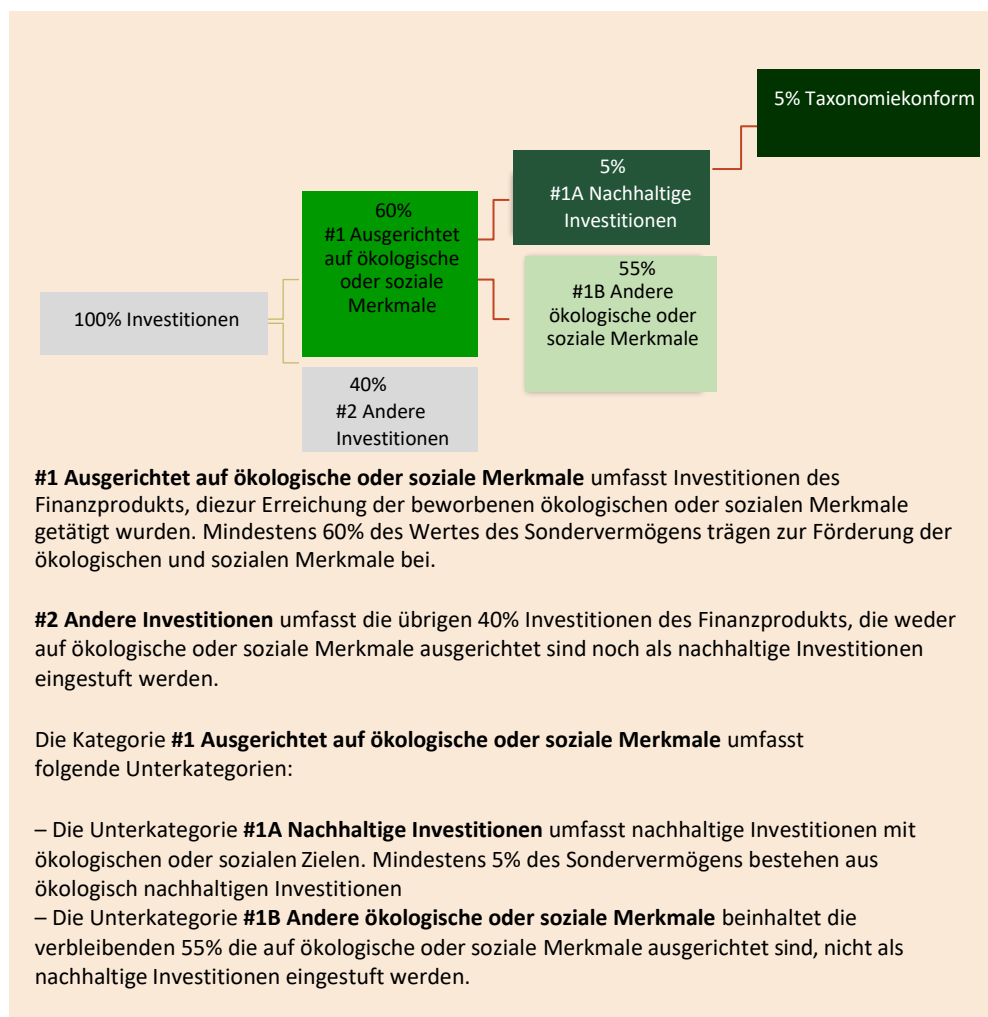 5% Taxonomiekonform
5%
#1A Nachhaltige
Investitionen
60%
#1 Ausgerichtet
auf ökologische
oder soziale
Merkmale
55%
#1B Andere
ökologische oder
soziale Merkmale
100% Investitionen
40%
#2 Andere
Investitionen
#1 Ausgerichtet auf ökologische oder soziale Merkmale umfasst Investitionen des
Finanzprodukts, diezur Erreichung der beworbenen ökologischen oder sozialen Merkmale
getätigt wurden. Mindestens 60% des Wertes des Sondervermögens trägen zur Förderung der
ökologischen und sozialen Merkmale bei.
#2 Andere Investitionen umfasst die übrigen 40% Investitionen des Finanzprodukts, die weder
auf ökologische oder soziale Merkmale ausgerichtet sind noch als nachhaltige Investitionen
eingestuft werden.
Die Kategorie #1 Ausgerichtet auf ökologische oder soziale Merkmale umfasst
folgende Unterkategorien:
– Die Unterkategorie #1A Nachhaltige Investitionen umfasst nachhaltige Investitionen mit
ökologischen oder sozialen Zielen. Mindestens 5% des Sondervermögens bestehen aus
ökologisch nachhaltigen Investitionen
– Die Unterkategorie #1B Andere ökologische oder soziale Merkmale beinhaltet die
verbleibenden 55% die auf ökologische oder soziale Merkmale ausgerichtet sind, nicht als
nachhaltige Investitionen eingestuft werden.